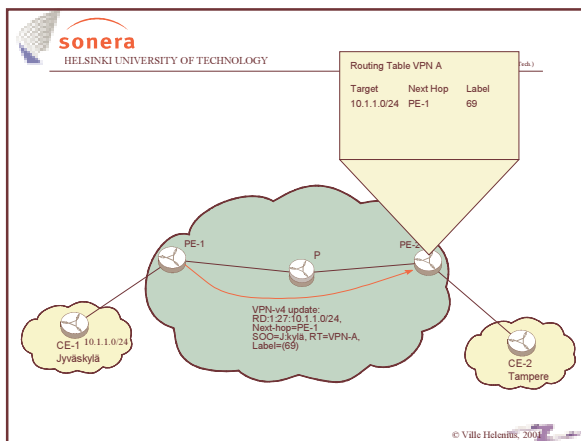 sonera
HELSINKI UNIVERSITY OF TECHNOLOGY
Tech.)
Routing Table VPN A
Target Next Hop Label
10.1.1.0/24 PE-1 69
PE-1
P
PE-2
VPN-v4 update:
RD:1:27:10.1.1.0/24,
Next-hop=PE-1
SOO=J:kylä, RT=VPN-A,
Label=(69)
CE-1 10.1.1.0/24
Jyväskylä
CE-2
Tampere
© Ville Helenius, 2001